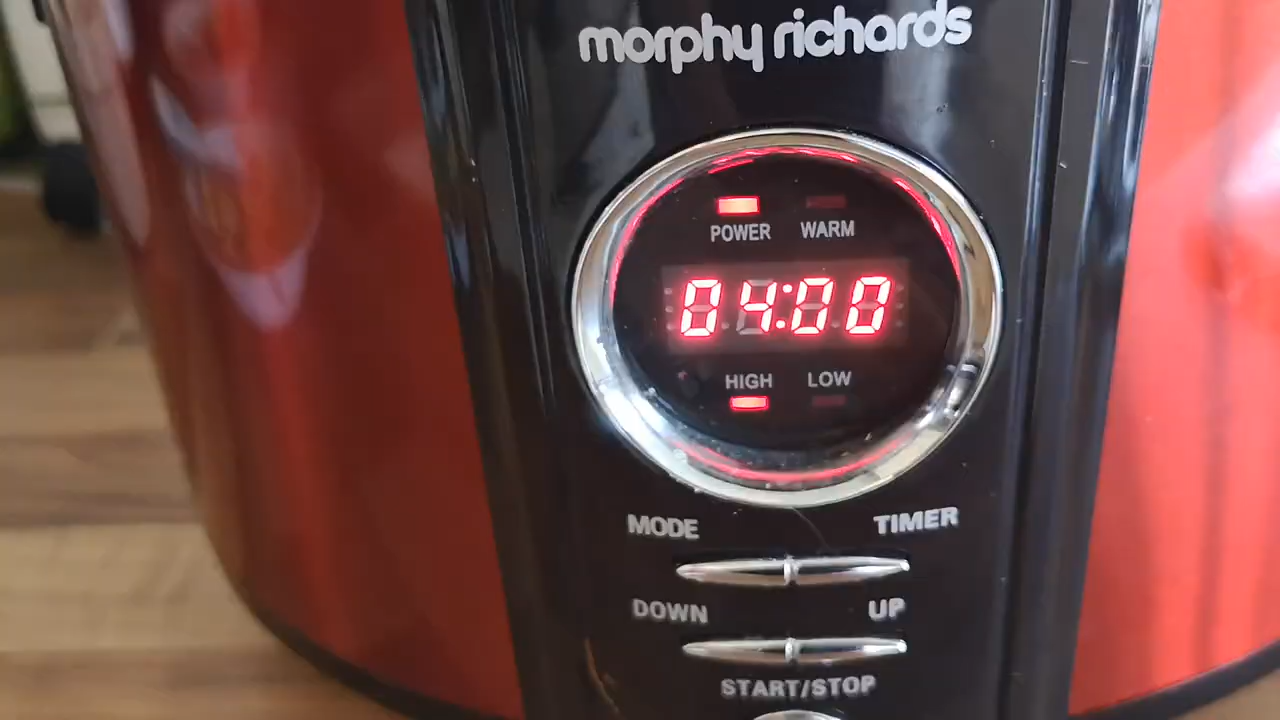 morphy richards
POWER WARM
04:00
HIGH LOW
MODE TIMER
DOWN UP
START/STOP